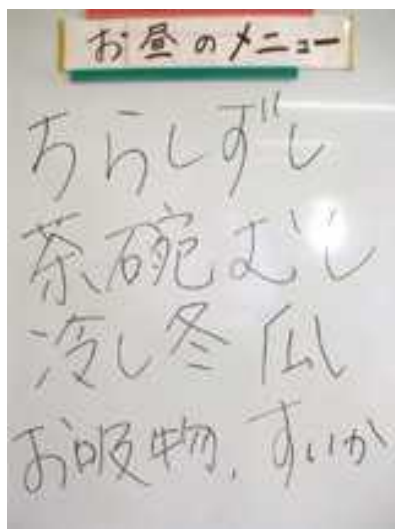 お昼のメニュー
ちらしずし
茶碗むし
冷し冬瓜
お吸物、すいか